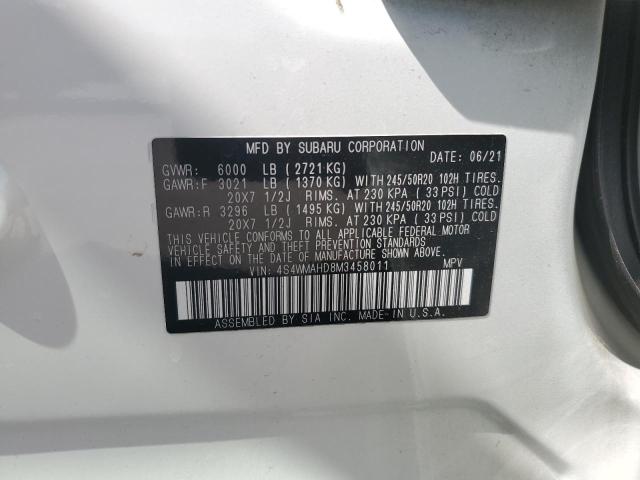 MFD BY SUBARU CORPORATION
GVWR: 6000 LB (2721KG) DATE: 06/21
GAWR:F 3021 LB (1370 KG) WITH 245/50R20 102H TIRES.
20X7 1/2J RIMS. AT 230 KPA (33 PSI) COLD
GAWR:R 3296 LB (1495 KG) WITH 245/50R20 102H TIRES.
20X7 1/2J RIMS. AT 230 KPA (33 PSI) COLD
THIS VEHICLE CONFORMS TO ALL APPLICABLE FEDERAL MOTOR
VEHICLE SAFETY AND THEFT PREVENTION STANDARDS
IN EFFECT ON THE DATE OF MANUFACTURE SHOWN ABOVE.
VIN: 4S4WMAHD8M3458011 MPV
ASSEMBLED BY SIA INC. MADE IN U.S.A.